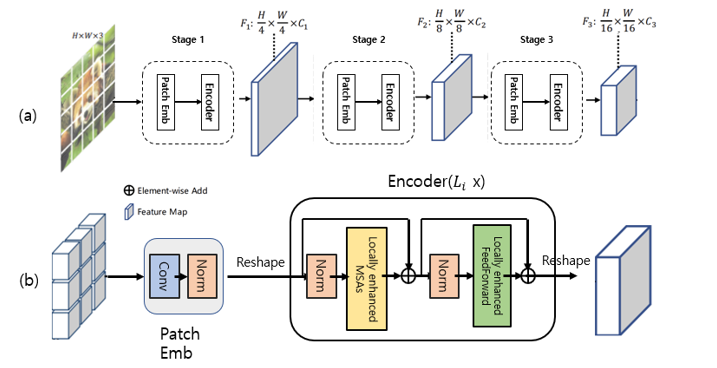 H×W×3
Stage 1
F₁: H/4 × W/4 ×C₁
Stage 2
F₂: H/8 × W/8 ×C₂
Stage 3
F₃: H/16 × W/16 ×C₃
(a)
Patch Emb
Encoder
Patch Emb
Encoder
Patch Emb
Encoder
Encoder(Lᵢ x)
Element-wise Add
Feature Map
(b)
Conv
Norm
Reshape
Norm
Locally enhanced
MSAs
Norm
Locally enhanced
FeedForward
Reshape
Patch
Emb